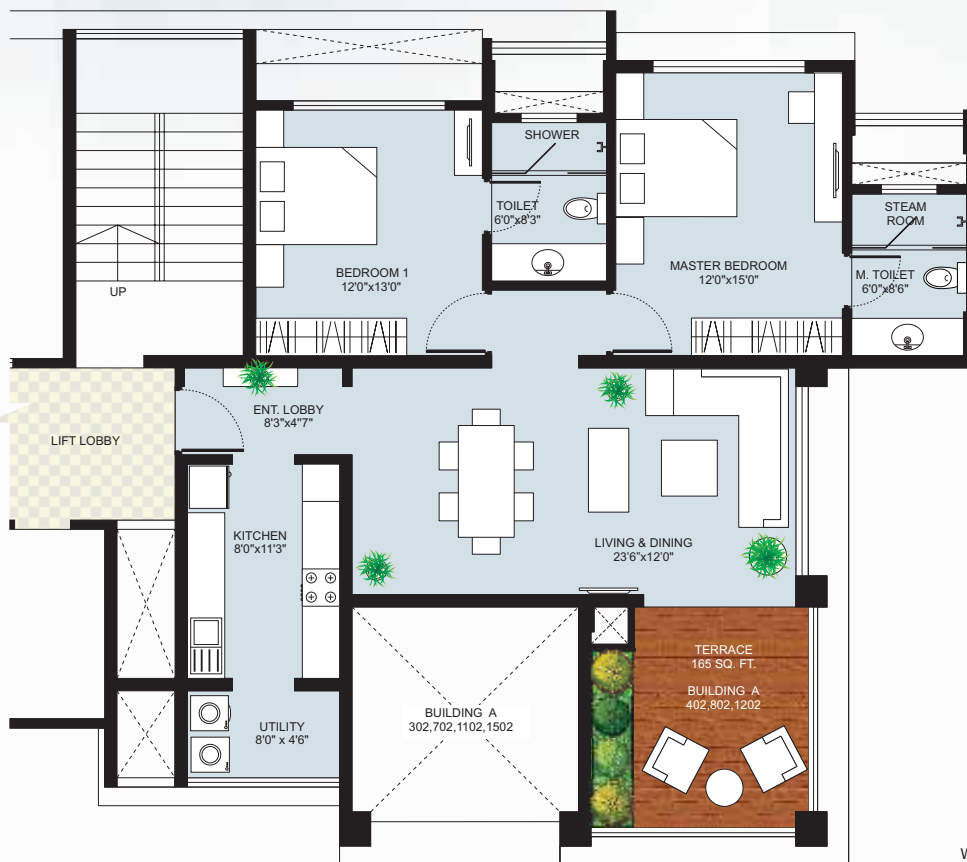 SHOWER
TOILET
6'0"x8'3"
STEAM
ROOM
BEDROOM 1
12'0"x13'0"
MASTER BEDROOM
12'0"x15'0"
M. TOILET
6'0"x8'6"
UP
ENT. LOBBY
8'3"x4"7"
LIFT LOBBY
KITCHEN
8'0"x11'3"
LIVING & DINING
23'6"x12'0"
TERRACE
165 SQ. FT.
BUILDING A
402,802,1202
BUILDING A
302,702,1102,1502
UTILITY
8'0" x 4'6"